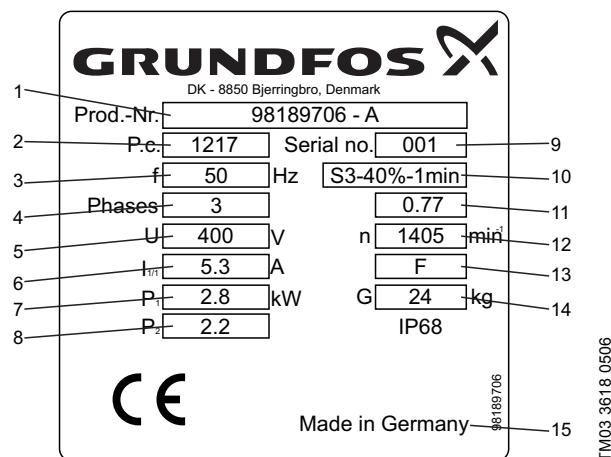 GRUNDFOS
DK - 8850 Bjerringbro, Denmark
1 Prod.-Nr. 98189706 - A
2 P.c. 1217 Serial no. 001 9
3 f 50 Hz S3-40%-1min 10
4 Phases 3 0.77 11
5 U 400 V n 1405 min-1 12
6 I1/1 5.3 A F 13
7 P1 2.8 kW G 24 kg 14
8 P2 2.2 IP68
CE
Made in Germany 15
98189706
TM03 3618 0506